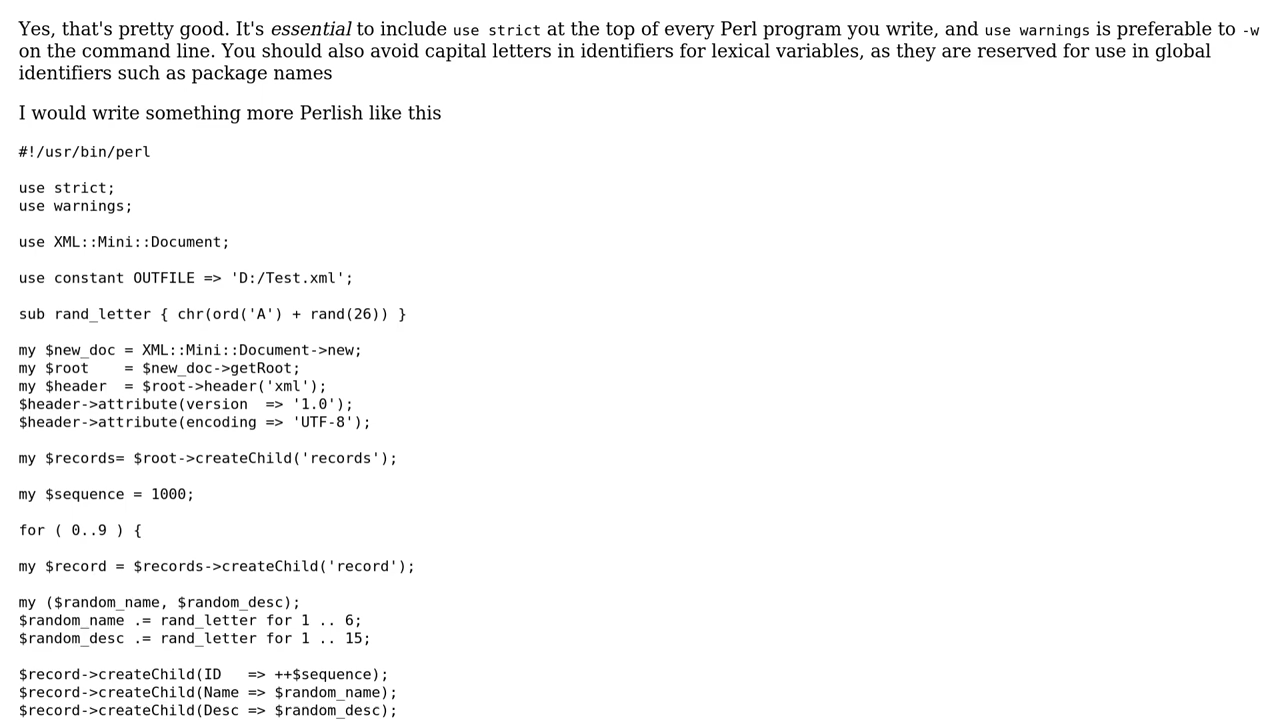 Yes, that's pretty good. It's essential to include use strict at the top of every Perl program you write, and use warnings is preferable to -w
on the command line. You should also avoid capital letters in identifiers for lexical variables, as they are reserved for use in global
identifiers such as package names
I would write something more Perlish like this
#!/usr/bin/perl
use strict;
use warnings;
use XML::Mini::Document;
use constant OUTFILE => 'D:/Test.xml';
sub rand_letter { chr(ord('A') + rand(26)) }
my $new_doc = XML::Mini::Document->new;
my $root    = $new_doc->getRoot;
my $header  = $root->header('xml');
$header->attribute(version  => '1.0');
$header->attribute(encoding => 'UTF-8');
my $records= $root->createChild('records');
my $sequence = 1000;
for ( 0..9 ) {
my $record = $records->createChild('record');
my ($random_name, $random_desc);
$random_name .= rand_letter for 1 .. 6;
$random_desc .= rand_letter for 1 .. 15;
$record->createChild(ID   => ++$sequence);
$record->createChild(Name => $random_name);
$record->createChild(Desc => $random_desc);